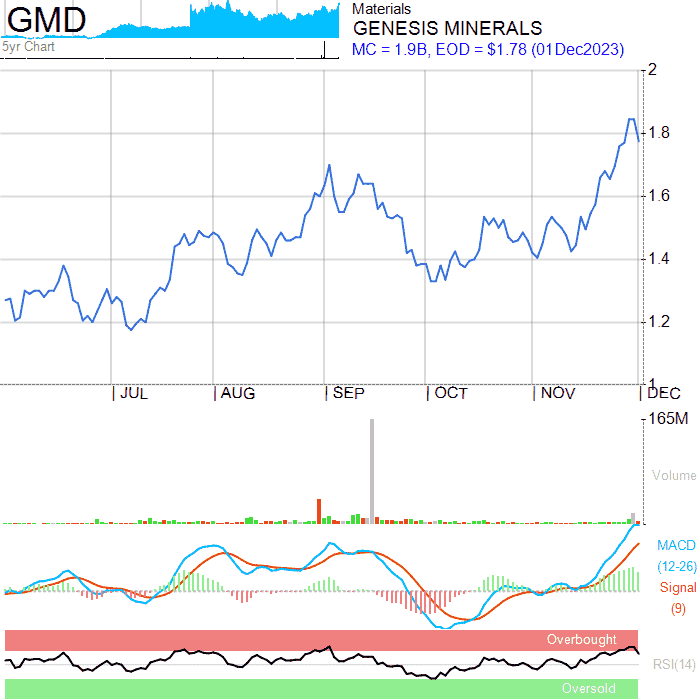 GMD
5yr Chart
Materials
GENESIS MINERALS
MC = 1.9B, EOD = $1.78 (01Dec2023)
2
1.8
1.6
1.4
1.2
1
JUL AUG SEP OCT NOV DEC
165M
Volume
MACD
(12-26)
Signal
(9)
Overbought
RSI(14)
Oversold